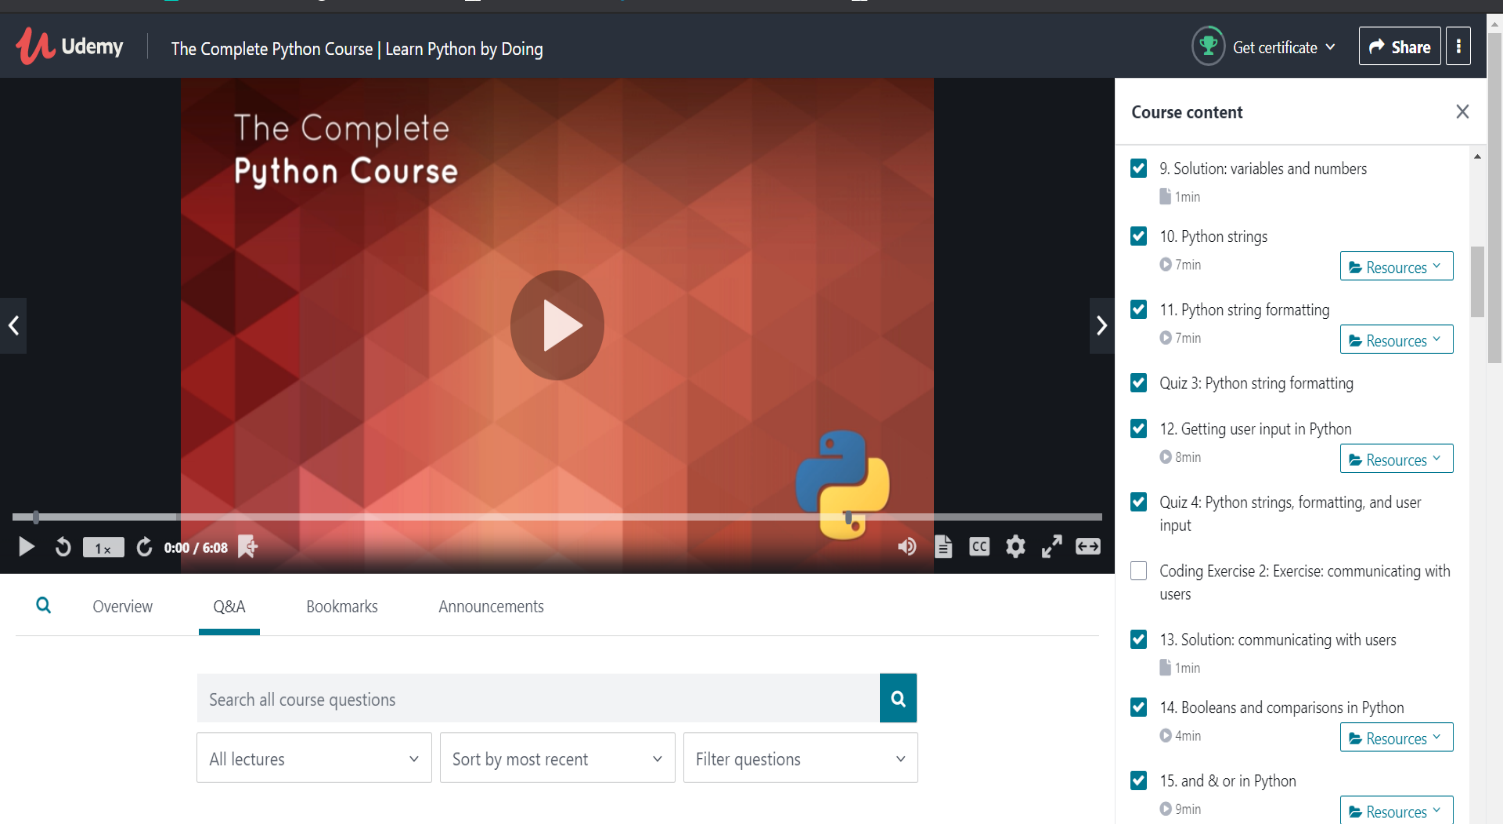 Udemy
The Complete Python Course | Learn Python by Doing
Get certificate
Share
The Complete
Python Course
1x
0:00 / 6:08
CC
Overview
Q&A
Bookmarks
Announcements
Search all course questions
All lectures
Sort by most recent
Filter questions
Course content
9. Solution: variables and numbers
1min
10. Python strings
7min
Resources
11. Python string formatting
7min
Resources
Quiz 3: Python string formatting
12. Getting user input in Python
8min
Resources
Quiz 4: Python strings, formatting, and user
input
Coding Exercise 2: Exercise: communicating with
users
13. Solution: communicating with users
1min
14. Booleans and comparisons in Python
4min
Resources
15. and & or in Python
9min
Resources